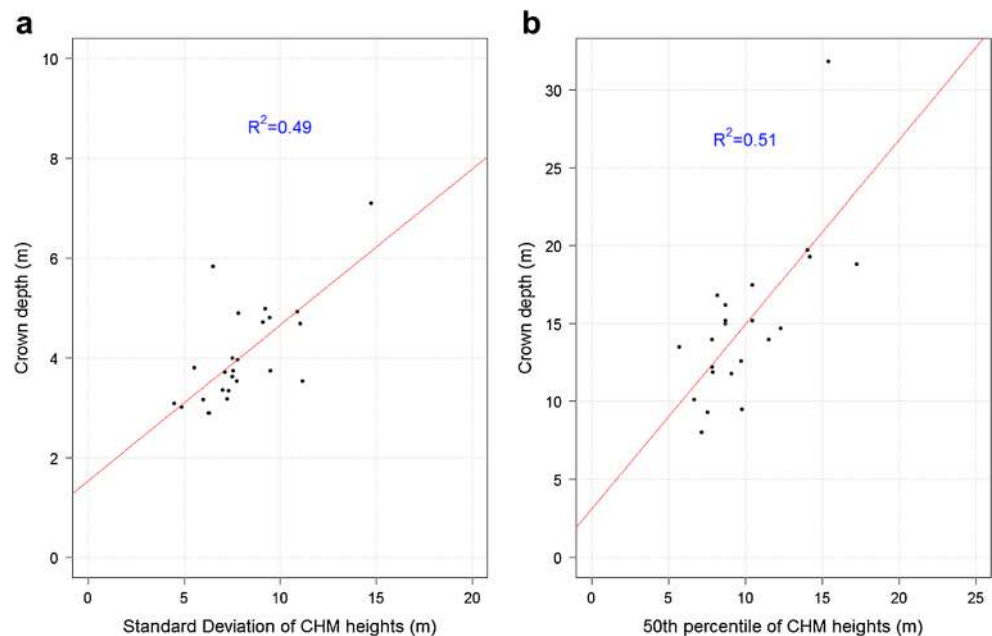 a
10
8
6
4
2
0
Crown depth (m)
R²=0.49
0 5 10 15 20
Standard Deviation of CHM heights (m)
b
30
25
20
15
10
5
0
Crown depth (m)
R²=0.51
0 5 10 15 20 25
50th percentile of CHM heights (m)